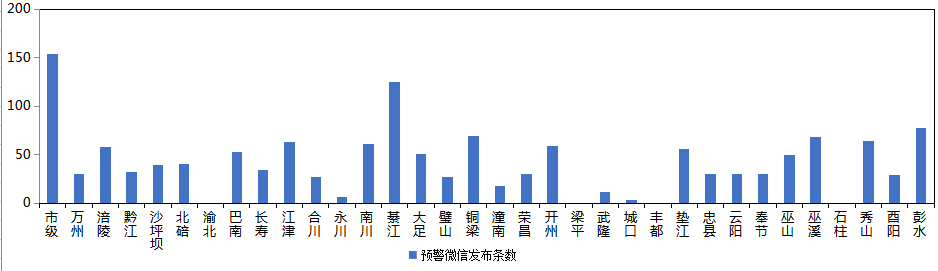 200
150
100
50
0
市级 万州 涪陵 黔江 沙坪坝 北碚 渝北 巴南 长寿 江津 合川 永川 南川 綦江 大足 璧山 铜梁 潼南 荣昌 开州 梁平 武隆 城口 丰都 垫江 忠县 云阳 奉节 巫山 巫溪 石柱 秀山 酉阳 彭水
预警微信发布条数